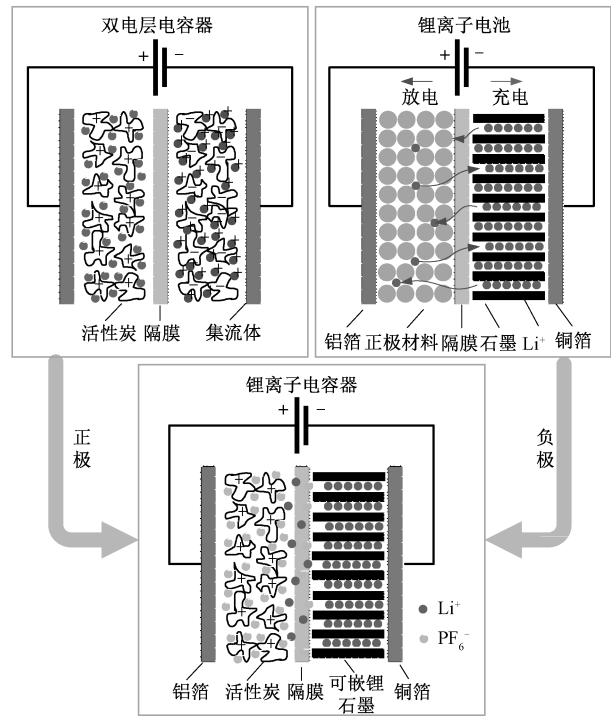 双电层电容器
+ −
活性炭 隔膜 集流体
锂离子电池
+ −
放电 充电
铝箔 正极材料 隔膜 石墨 Li⁺ 铜箔
正极
负极
锂离子电容器
+ −
Li⁺
PF₆⁻
铝箔 活性炭 隔膜 可嵌锂石墨 铜箔